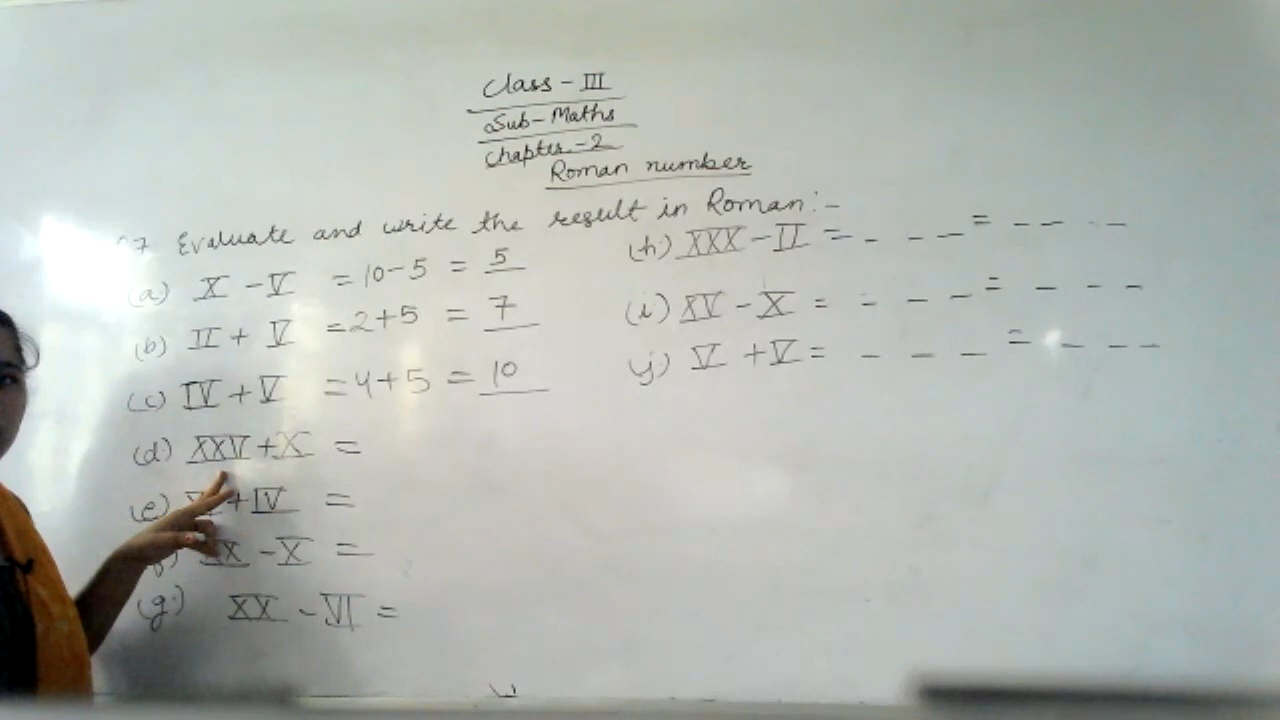 Class - III
Sub - Maths
Chapter - 2
Roman number
7 Evaluate and write the result in Roman :-
(a) X - V = 10 - 5 = 5
(b) II + V = 2 + 5 = 7
(c) IV + V = 4 + 5 = 10
(d) XXV + X =
(e) + IV =
XX - X =
(g) XX - VI =
(h) XXX - II = _ _ _ = _ _ _
(i) XV - X = _ _ _ = _ _ _
(j) V + V = _ _ _ = _ _ _